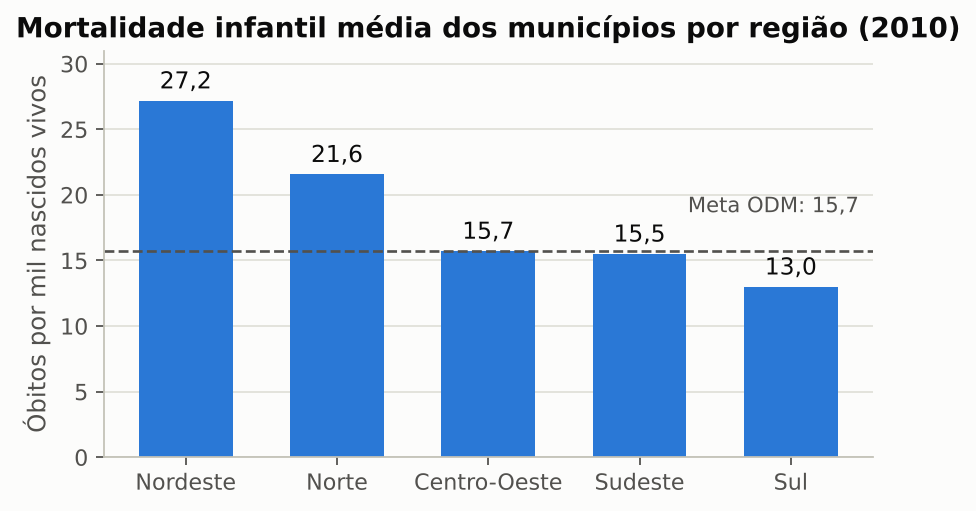 Mortalidade infantil média dos municípios por região (2010)
Óbitos por mil nascidos vivos
30
25
20
15
10
5
0
27,2
21,6
15,7
15,5
13,0
Meta ODM: 15,7
Nordeste
Norte
Centro-Oeste
Sudeste
Sul